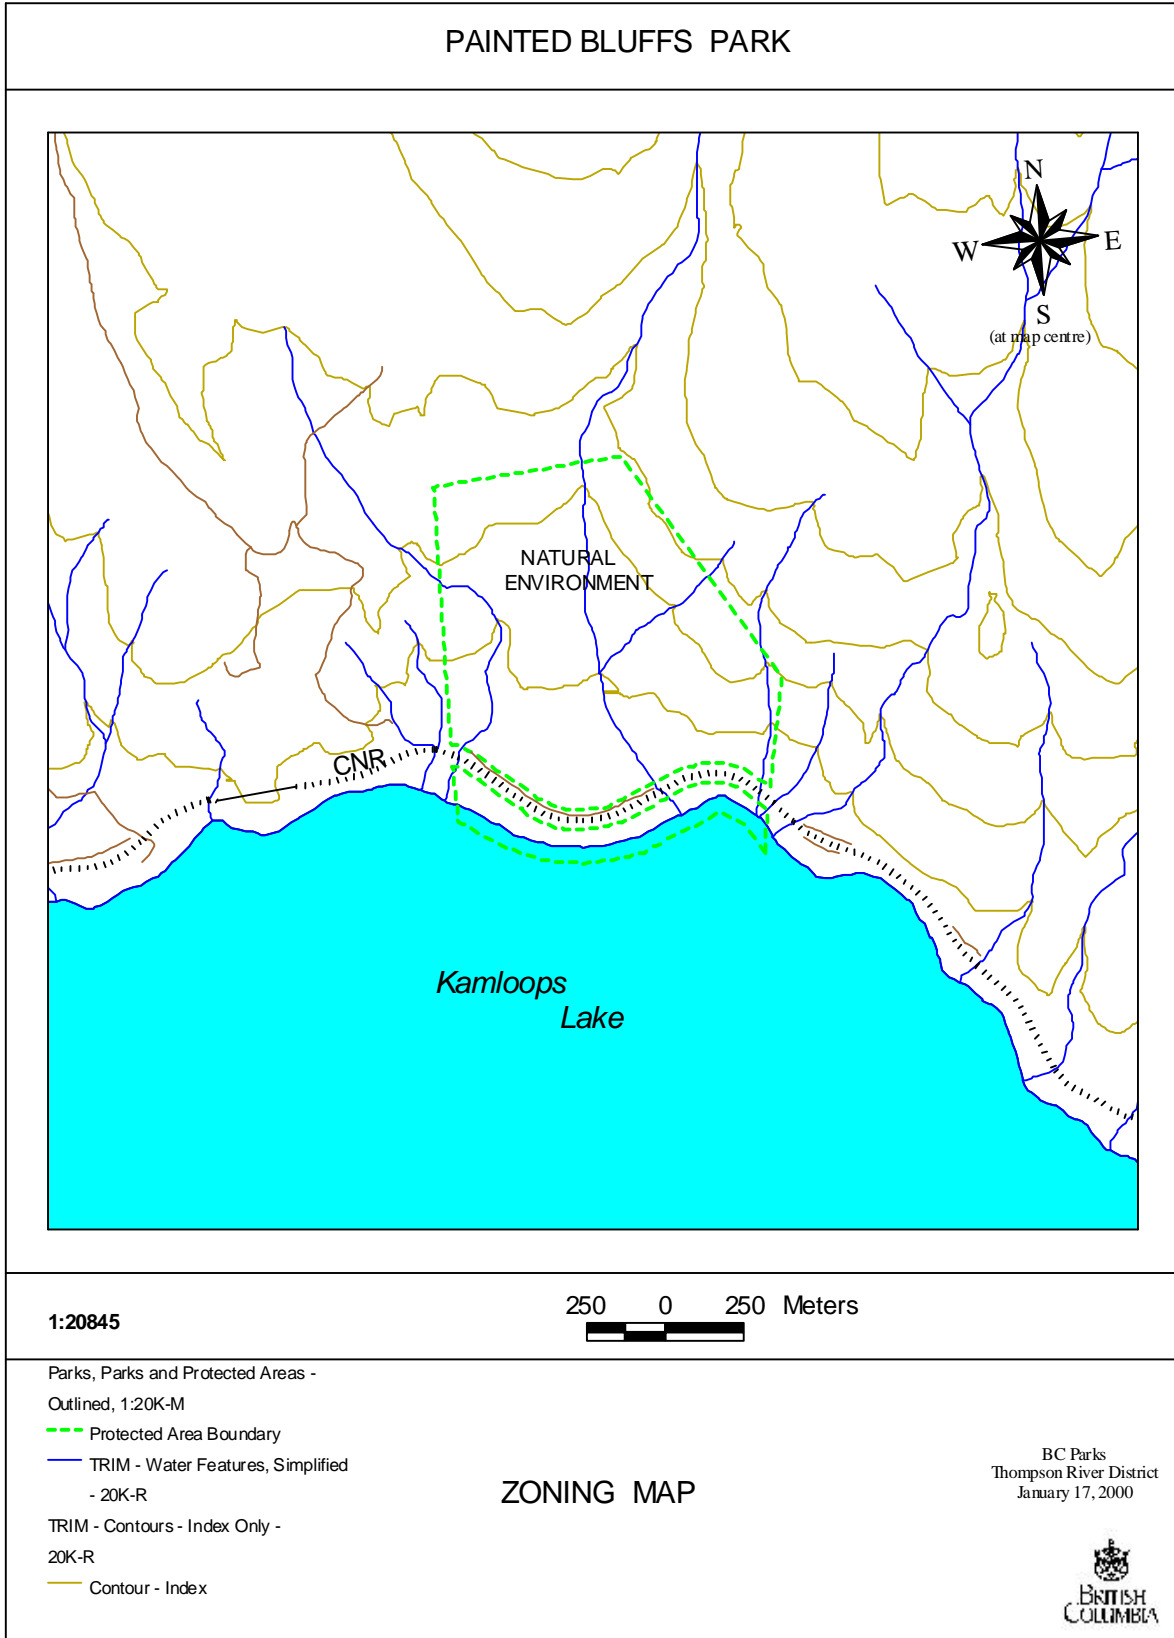 PAINTED BLUFFS PARK
N
W
E
S
(at map centre)
NATURAL
ENVIRONMENT
CNR
Kamloops
Lake
1:20845
250 0 250 Meters
Parks, Parks and Protected Areas -
Outlined, 1:20K-M
Protected Area Boundary
TRIM - Water Features, Simplified
- 20K-R
TRIM - Contours - Index Only -
20K-R
Contour - Index
ZONING MAP
BC Parks
Thompson River District
January 17, 2000
BRITISH
COLUMBIA